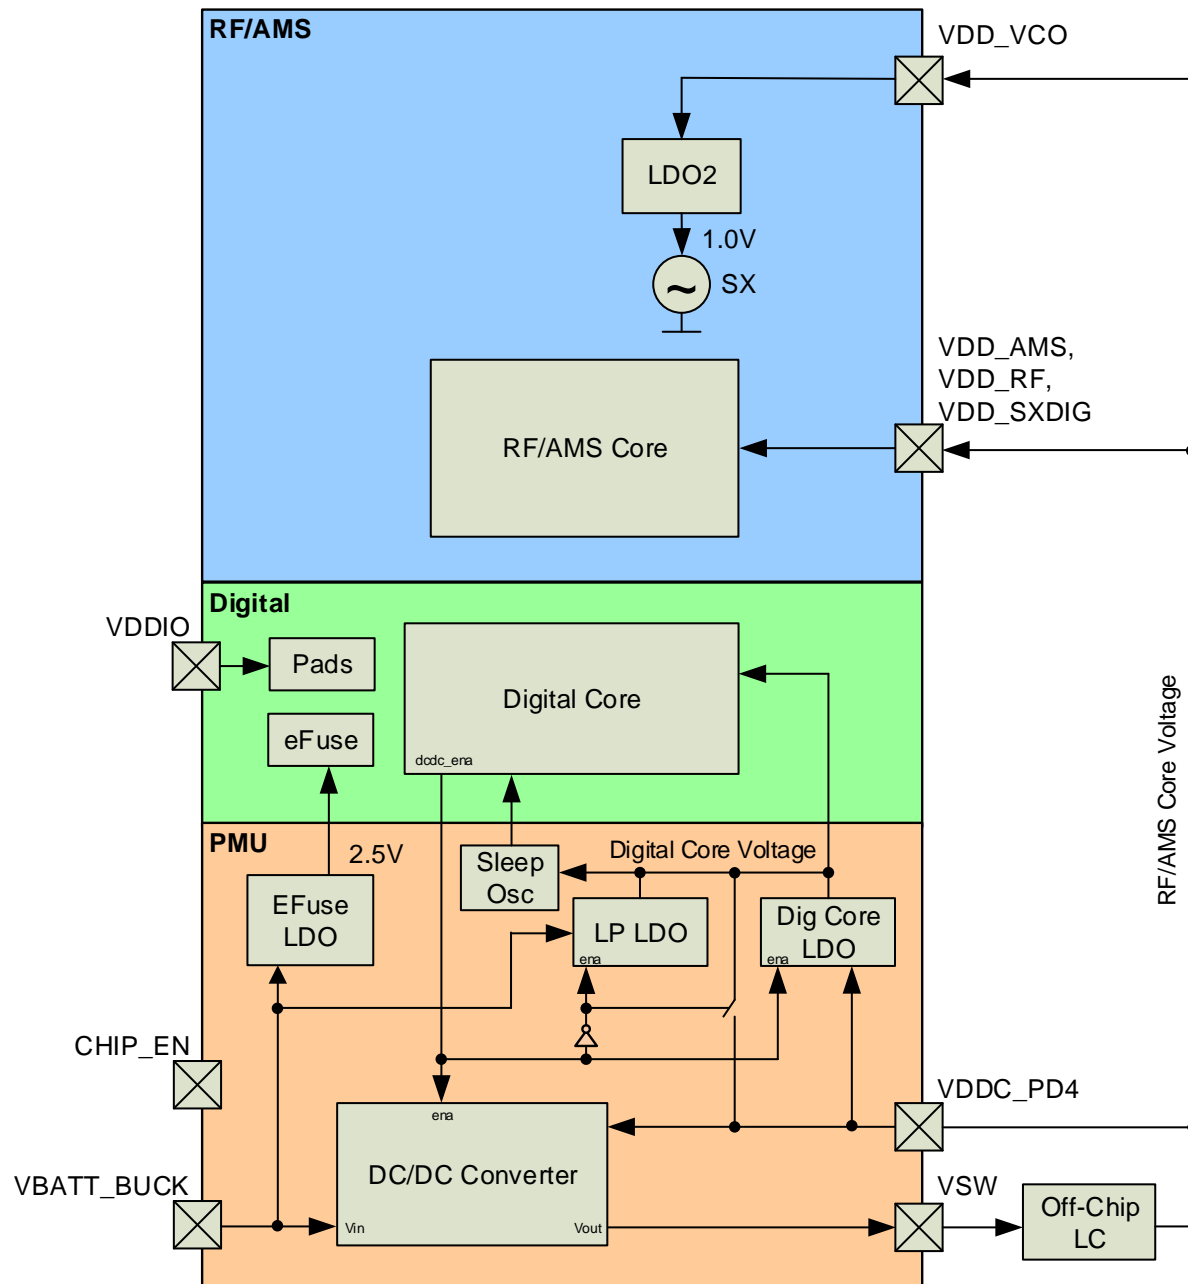 RF/AMS
VDD_VCO
LDO2
1.0V
~
SX
VDD_AMS,
VDD_RF,
VDD_SXDIG
RF/AMS Core
Digital
VDDIO
Pads
Digital Core
eFuse
dcdc_ena
RF/AMS Core Voltage
PMU
2.5V
Digital Core Voltage
Sleep
Osc
EFuse
LDO
LP LDO
ena
Dig Core
LDO
ena
CHIP_EN
VDDC_PD4
ena
DC/DC Converter
VBATT_BUCK
Vin
Vout
VSW
Off-Chip
LC